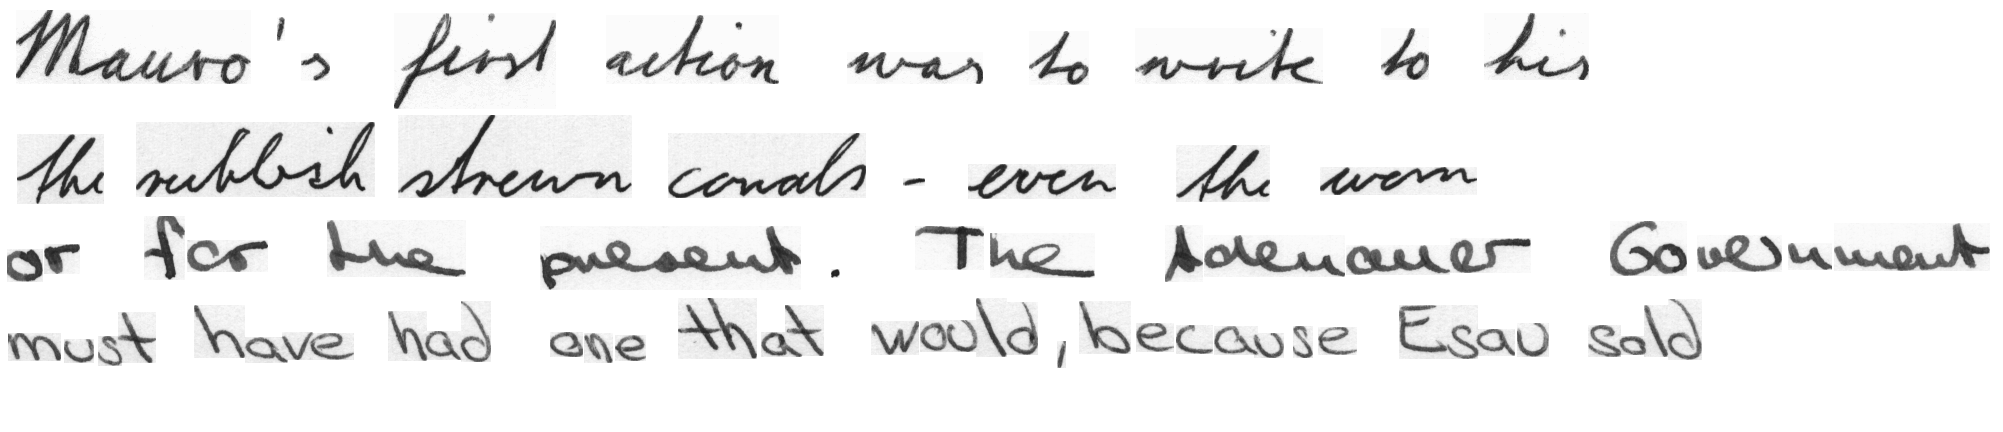 Mauro's first action was to write to his
the rubbish strewn canals - even the worn
or for the present. The Adenauer Government
must have had one that would, because Esau sold